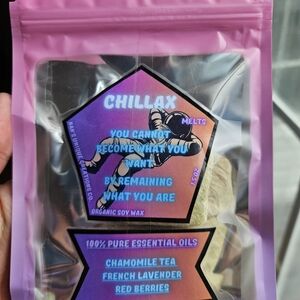 CHILLAX
MELTS
YOU CANNOT
BECOME WHAT YOU
WANT
BY REMAINING
WHAT YOU ARE
ORGANIC SOY WAX
100% PURE ESSENTIAL OILS
CHAMOMILE TEA
FRENCH LAVENDER
RED BERRIES